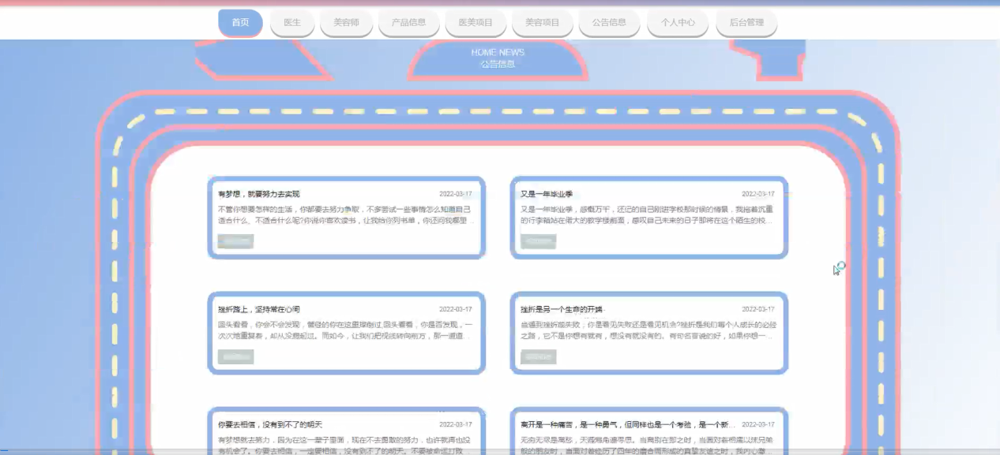 首页
医生
美容师
产品信息
医美项目
美容项目
公告信息
个人中心
后台管理
HOME NEWS
公告信息
有梦想，就要努力去实现
2022-03-17
不管你想要怎样的生活，你都要去努力争取，不多尝试一些事情怎么知道自己
适合什么、不适合什么呢?你说你喜欢读书，让我给你列书单，你还问我哪里...
又是一年毕业季
2022-03-17
又是一年毕业季，感慨万千，还记的自己刚进学校那时候的情景，我拖着沉重
的行李箱站在偌大的教学楼前面，感叹自己未来的日子即将在这个陌生的校...
挫折路上，坚持常在心间
2022-03-17
回头看看，你会不会发现，曾经的你在这里摔倒过;回头看看，你是否发现，一
次次地重复着，却从没爬起过。而如今，让我们把视线转向前方，那一道道...
挫折是另一个生命的开端
2022-03-17
当遇到挫折或失败，你是看见失败还是看见机会?挫折是我们每个人成长的必经
之路，它不是你想有就有，想没有就没有的。有句名言说的好，如果你想一...
你要去相信，没有到不了的明天
2022-03-17
有梦想就去努力，因为在这一辈子里面，现在不去勇敢的努力，也许就再也没
有机会了。你要去相信，一定要相信，没有到不了的明天。不要被命运打败...
离开是一种痛苦，是一种勇气，但同样也是一个考验，是一个新...
2022-03-17
无穷无尽是离愁，天涯海角遍寻思。当离别在即之时，当面对着相濡以沫兄弟
般的朋友时，当面对着经历了四年的磨合而形成的真挚友谊之时，我内心激...